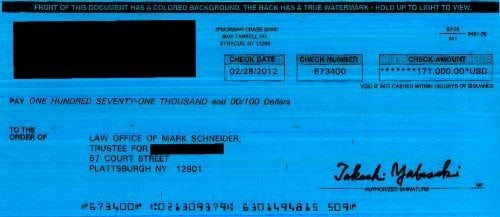 FRONT OF THIS DOCUMENT HAS A COLORED BACKGROUND. THE BACK HAS A TRUE WATERMARK - HOLD UP TO LIGHT TO VIEW.
JPMORGAN CHASE BANK
SYRACUS, NY 13206
CHECK DATE
02/28/2012
CHECK NUMBER
673400
CHECK AMOUNT
*******171,000.00*USD
VOID IF NOT CASHED WITHIN 180 DAYS OF ISSUANCE
PAY ONE HUNDRED SEVENTY-ONE THOUSAND and 00/100 Dollars
TO THE
ORDER OF
LAW OFFICE OF MARK SCHNEIDER,
TRUSTEE FOR
57 COURT STREET
PLATTSBURGH NY 12901
AUTHORIZED SIGNATURE